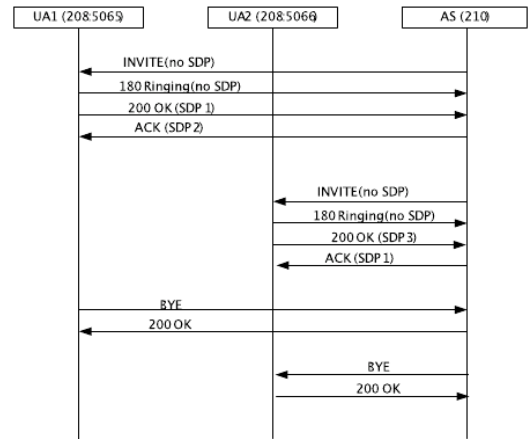 UA1 (208:5065)
UA2 (208:5066)
AS (210)
INVITE(no SDP)
180 Ringing(no SDP)
200 OK (SDP 1)
ACK (SDP 2)
INVITE(no SDP)
180 Ringing(no SDP)
200 OK (SDP 3)
ACK (SDP 1)
BYE
200 OK
BYE
200 OK